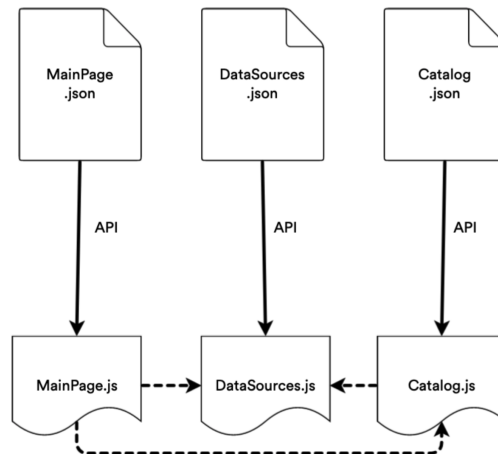 MainPage
.json
DataSources
.json
Catalog
.json
API
API
API
MainPage.js
DataSources.js
Catalog.js